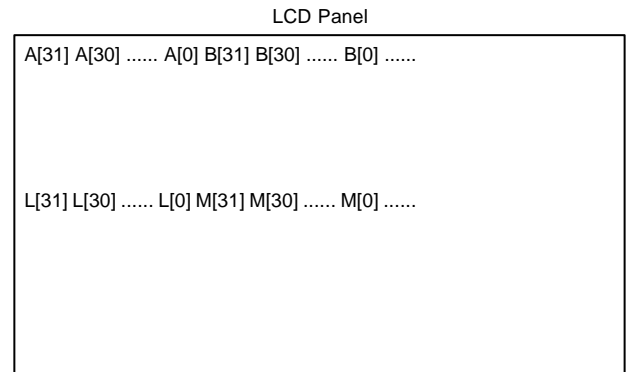 LCD Panel
A[31] A[30] ...... A[0] B[31] B[30] ...... B[0] ......
L[31] L[30] ...... L[0] M[31] M[30] ...... M[0] ......